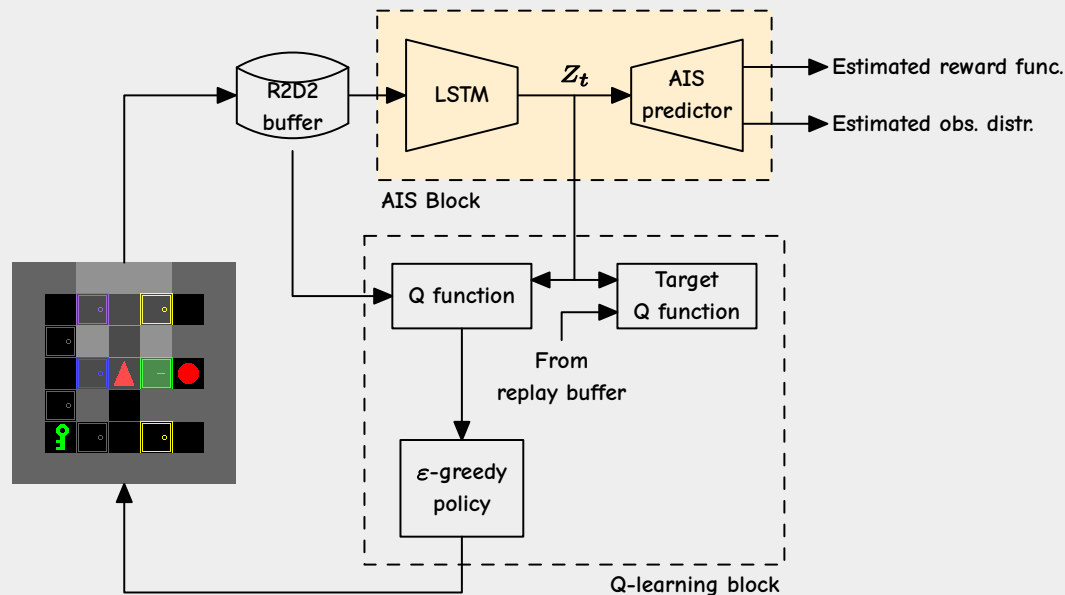 R2D2
buffer
LSTM
Z_t
AIS
predictor
Estimated reward func.
Estimated obs. distr.
AIS Block
Q function
Target
Q function
From
replay buffer
ε-greedy
policy
Q-learning block